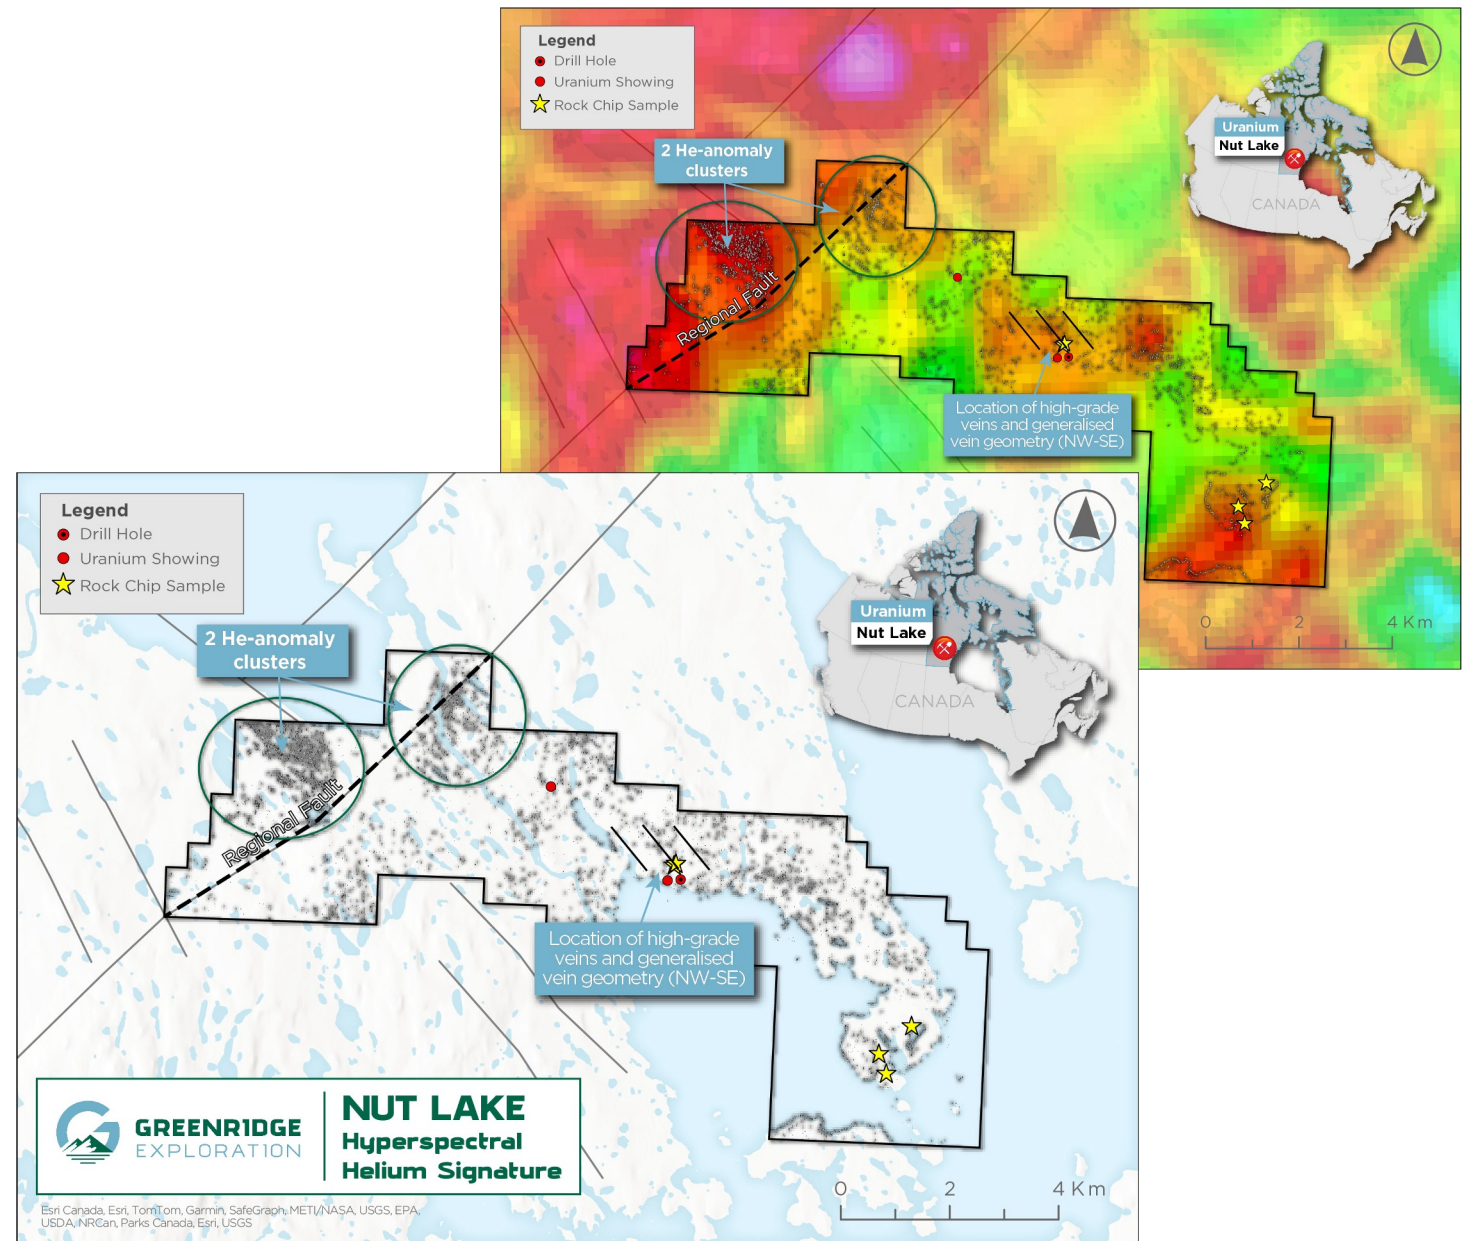 Legend
Drill Hole
Uranium Showing
Rock Chip Sample
2 He-anomaly
clusters
Regional Fault
Location of high-grade
veins and generalised
vein geometry (NW-SE)
Uranium
Nut Lake
CANADA
0 2 4 Km
Legend
Drill Hole
Uranium Showing
Rock Chip Sample
2 He-anomaly
clusters
Regional Fault
Location of high-grade
veins and generalised
vein geometry (NW-SE)
Uranium
Nut Lake
CANADA
GREENR1DGE
EXPLORAT1ON
NUT LAKE
Hyperspectral
Helium Signature
0 2 4 Km
Esri Canada, Esri, TomTom, Garmin, SafeGraph, METI/NASA, USGS, EPA,
USDA, NRCan, Parks Canada, Esri, USGS